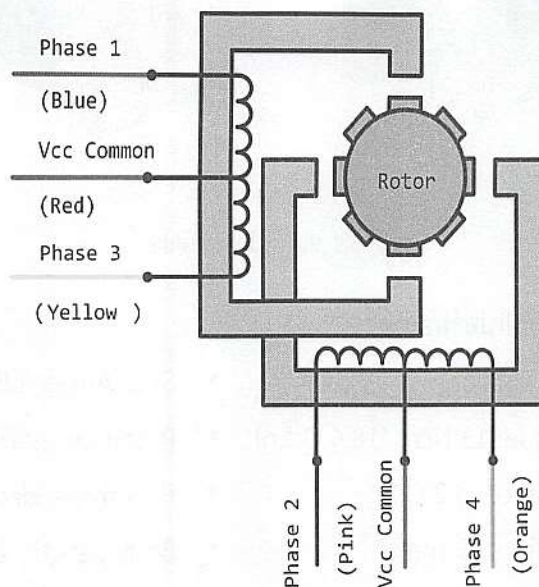 Phase 1
(Blue)
Vcc Common
(Red)
Phase 3
(Yellow )
Rotor
Phase 2
(Pink)
Vcc Common
Phase 4
(Orange)